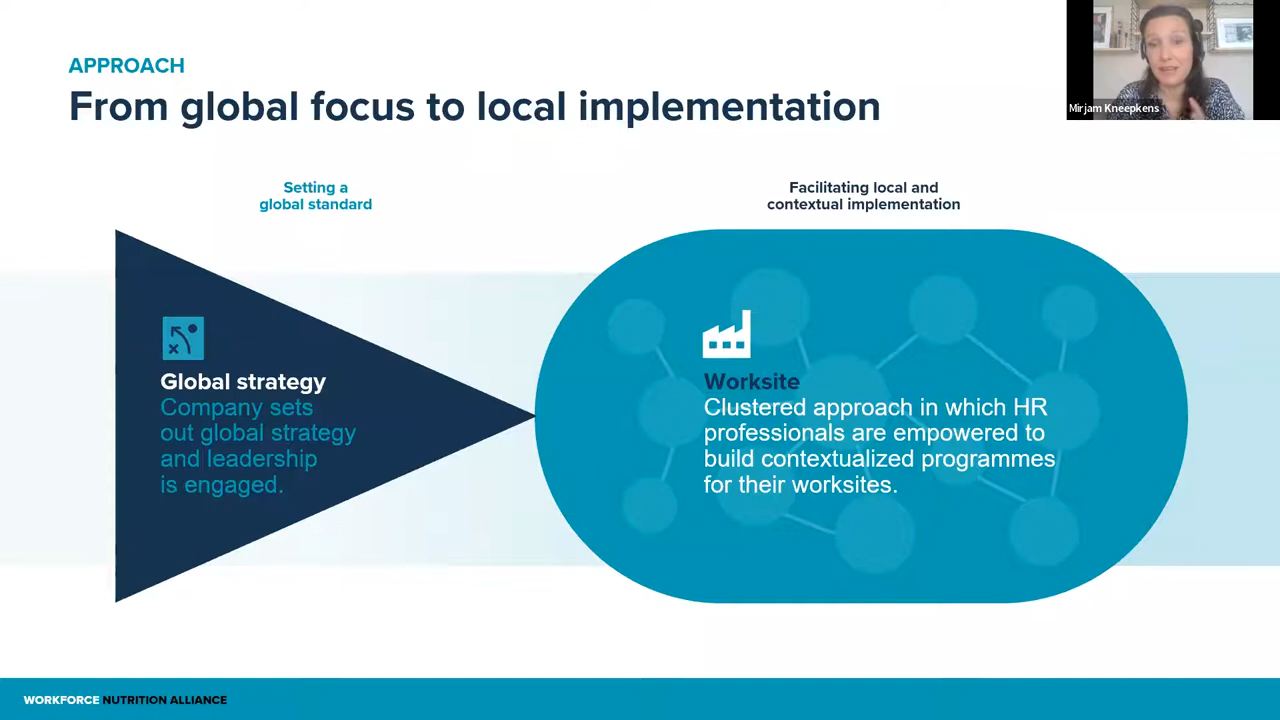 APPROACH
From global focus to local implementation
Mirjam Kneepkens
Setting a
global standard
Facilitating local and
contextual implementation
Global strategy
Company sets
out global strategy
and leadership
is engaged.
Worksite
Clustered approach in which HR
professionals are empowered to
build contextualized programmes
for their worksites.
WORKFORCE NUTRITION ALLIANCE